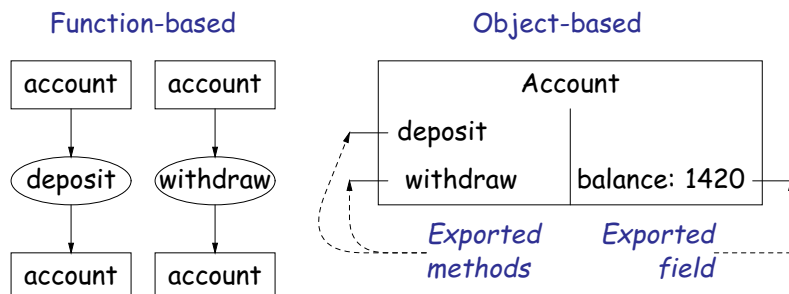 Function-based
Object-based
account account
deposit withdraw
account account
Account
deposit
withdraw balance: 1420
Exported methods
Exported field